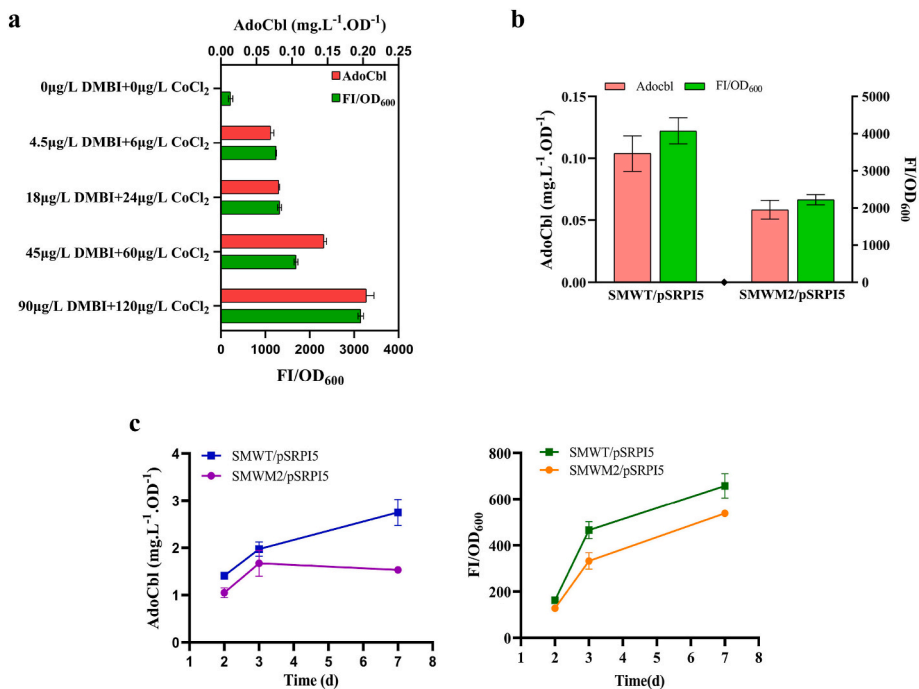 a
AdoCbl (mg.L⁻¹.OD⁻¹)
0.00 0.05 0.10 0.15 0.20 0.25
AdoCbl
FI/OD₆₀₀
0μg/L DMBI+0μg/L CoCl₂
4.5μg/L DMBI+6μg/L CoCl₂
18μg/L DMBI+24μg/L CoCl₂
45μg/L DMBI+60μg/L CoCl₂
90μg/L DMBI+120μg/L CoCl₂
0 1000 2000 3000 4000
FI/OD₆₀₀
b
Adocbl FI/OD₆₀₀
AdoCbl (mg.L⁻¹.OD⁻¹)
0.15
0.10
0.05
0.00
5000
4000
3000
2000
1000
0
FI/OD₆₀₀
SMWT/pSRPI5 SMWM2/pSRPI5
c
SMWT/pSRPI5
SMWM2/pSRPI5
AdoCbl (mg.L⁻¹.OD⁻¹)
4
3
2
1
0
1 2 3 4 5 6 7 8
Time (d)
SMWT/pSRPI5
SMWM2/pSRPI5
FI/OD₆₀₀
800
600
400
200
0
1 2 3 4 5 6 7 8
Time(d)